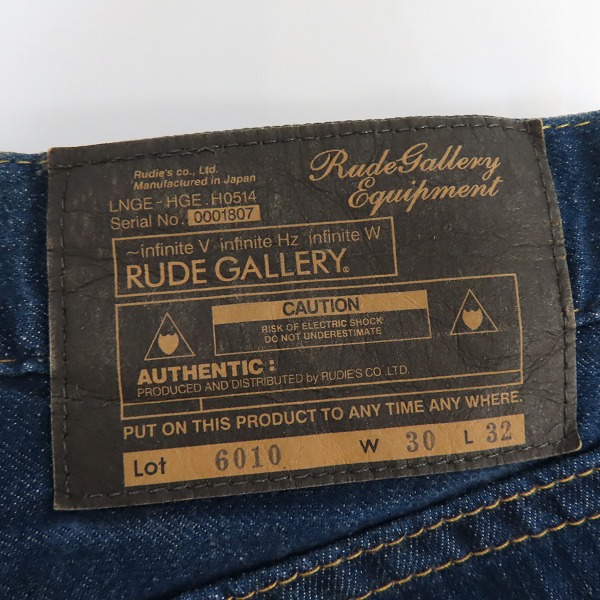 Rudie's co., Ltd.
Manufactured in Japan
LNGE-HGE H0514
Serial No. 0001807
RudeGallery
Equipment
~infinite V infinite Hz infinite W
RUDE GALLERY®
CAUTION
RISK OF ELECTRIC SHOCK
DO NOT UNDERESTIMATE
AUTHENTIC:
PRODUCED AND DISTRIBUTED by RUDIE'S CO.,LTD.
PUT ON THIS PRODUCT TO ANY TIME ANY WHERE.
Lot 6010 W 30 L 32